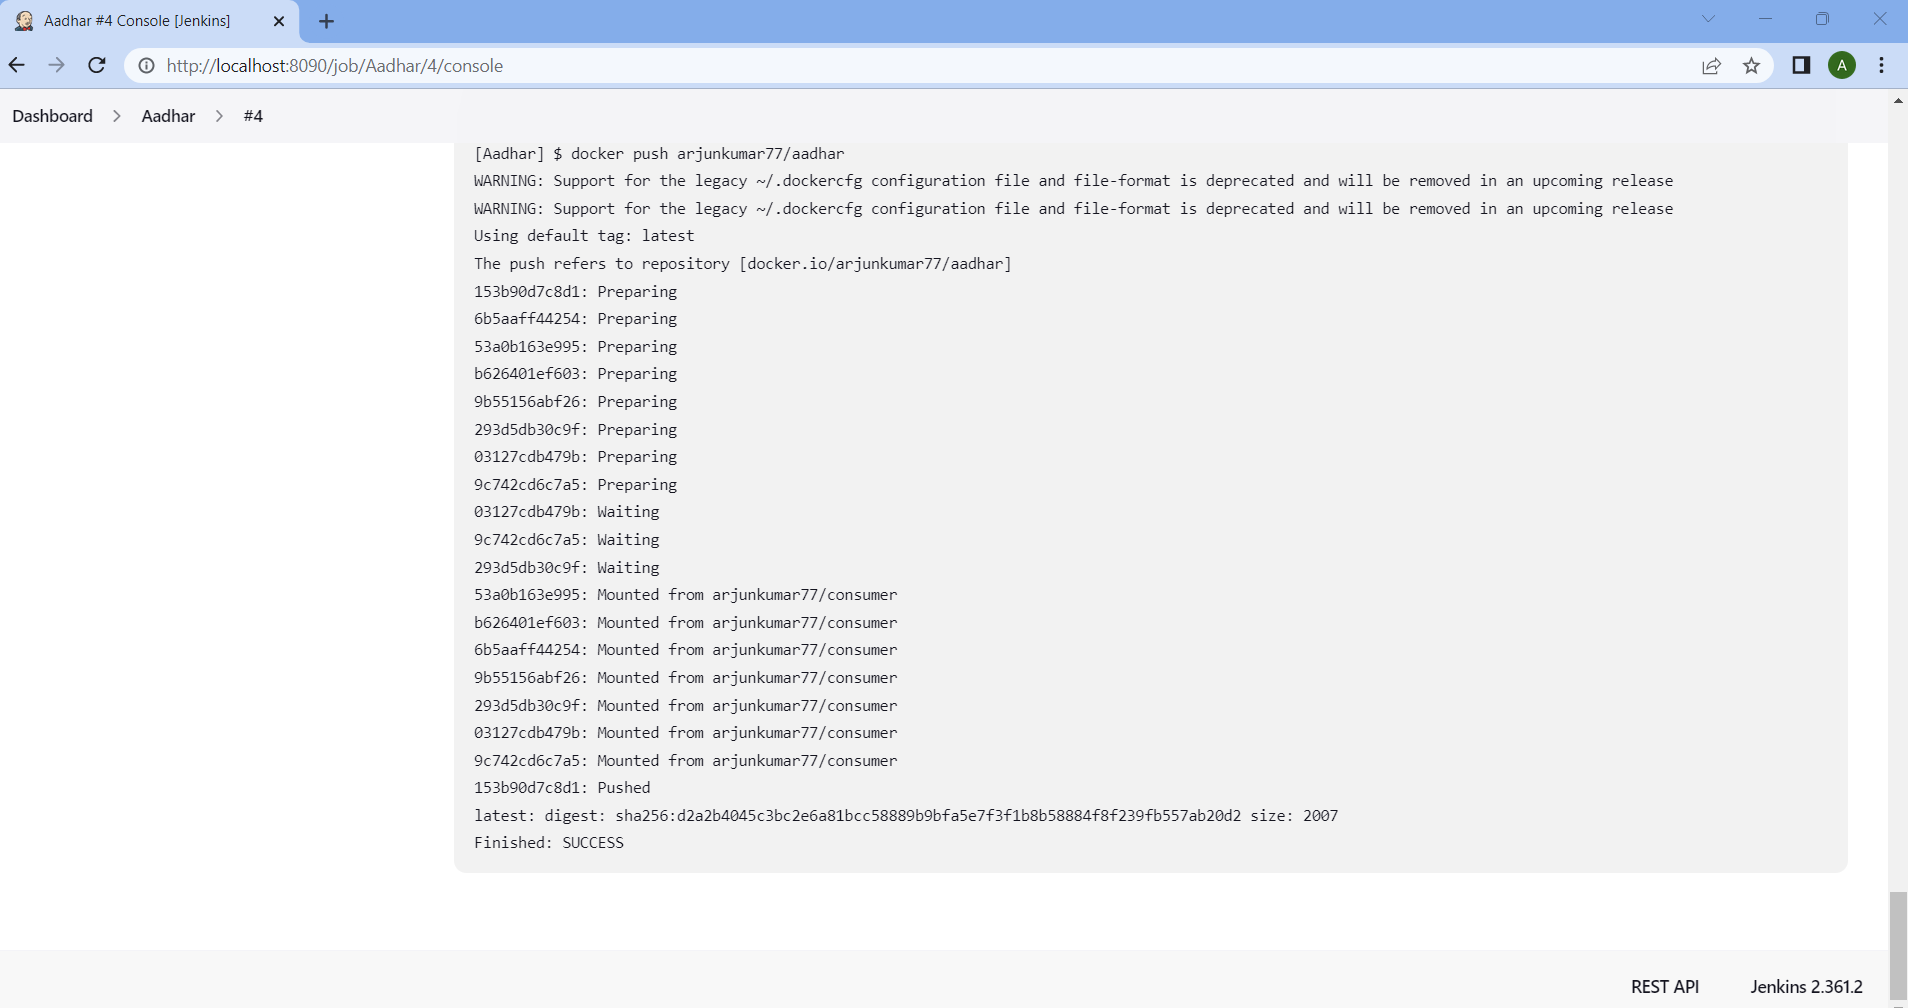 Aadhar #4 Console [Jenkins]
http://localhost:8090/job/Aadhar/4/console
A
Dashboard > Aadhar > #4
[Aadhar] $ docker push arjunkumar77/aadhar
WARNING: Support for the legacy ~/.dockercfg configuration file and file-format is deprecated and will be removed in an upcoming release
WARNING: Support for the legacy ~/.dockercfg configuration file and file-format is deprecated and will be removed in an upcoming release
Using default tag: latest
The push refers to repository [docker.io/arjunkumar77/aadhar]
153b90d7c8d1: Preparing
6b5aaff44254: Preparing
53a0b163e995: Preparing
b626401ef603: Preparing
9b55156abf26: Preparing
293d5db30c9f: Preparing
03127cdb479b: Preparing
9c742cd6c7a5: Preparing
03127cdb479b: Waiting
9c742cd6c7a5: Waiting
293d5db30c9f: Waiting
53a0b163e995: Mounted from arjunkumar77/consumer
b626401ef603: Mounted from arjunkumar77/consumer
6b5aaff44254: Mounted from arjunkumar77/consumer
9b55156abf26: Mounted from arjunkumar77/consumer
293d5db30c9f: Mounted from arjunkumar77/consumer
03127cdb479b: Mounted from arjunkumar77/consumer
9c742cd6c7a5: Mounted from arjunkumar77/consumer
153b90d7c8d1: Pushed
latest: digest: sha256:d2a2b4045c3bc2e6a81bcc58889b9bfa5e7f3f1b8b58884f8f239fb557ab20d2 size: 2007
Finished: SUCCESS
REST API Jenkins 2.361.2